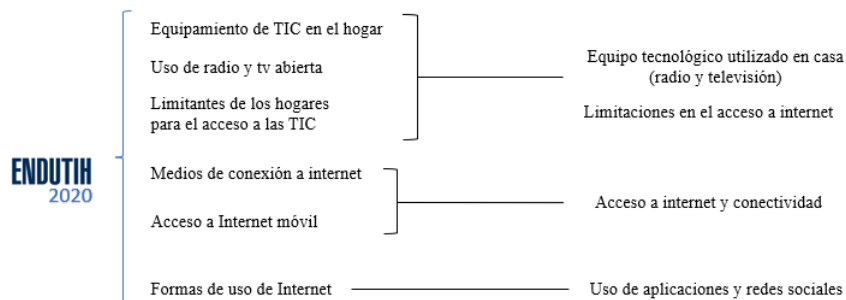 Equipamiento de TIC en el hogar
Uso de radio y tv abierta
Limitantes de los hogares
para el acceso a las TIC
Equipo tecnológico utilizado en casa
(radio y televisión)
Limitaciones en el acceso a internet
ENDUTIH
2020
Medios de conexión a internet
Acceso a Internet móvil
Acceso a internet y conectividad
Formas de uso de Internet
Uso de aplicaciones y redes sociales